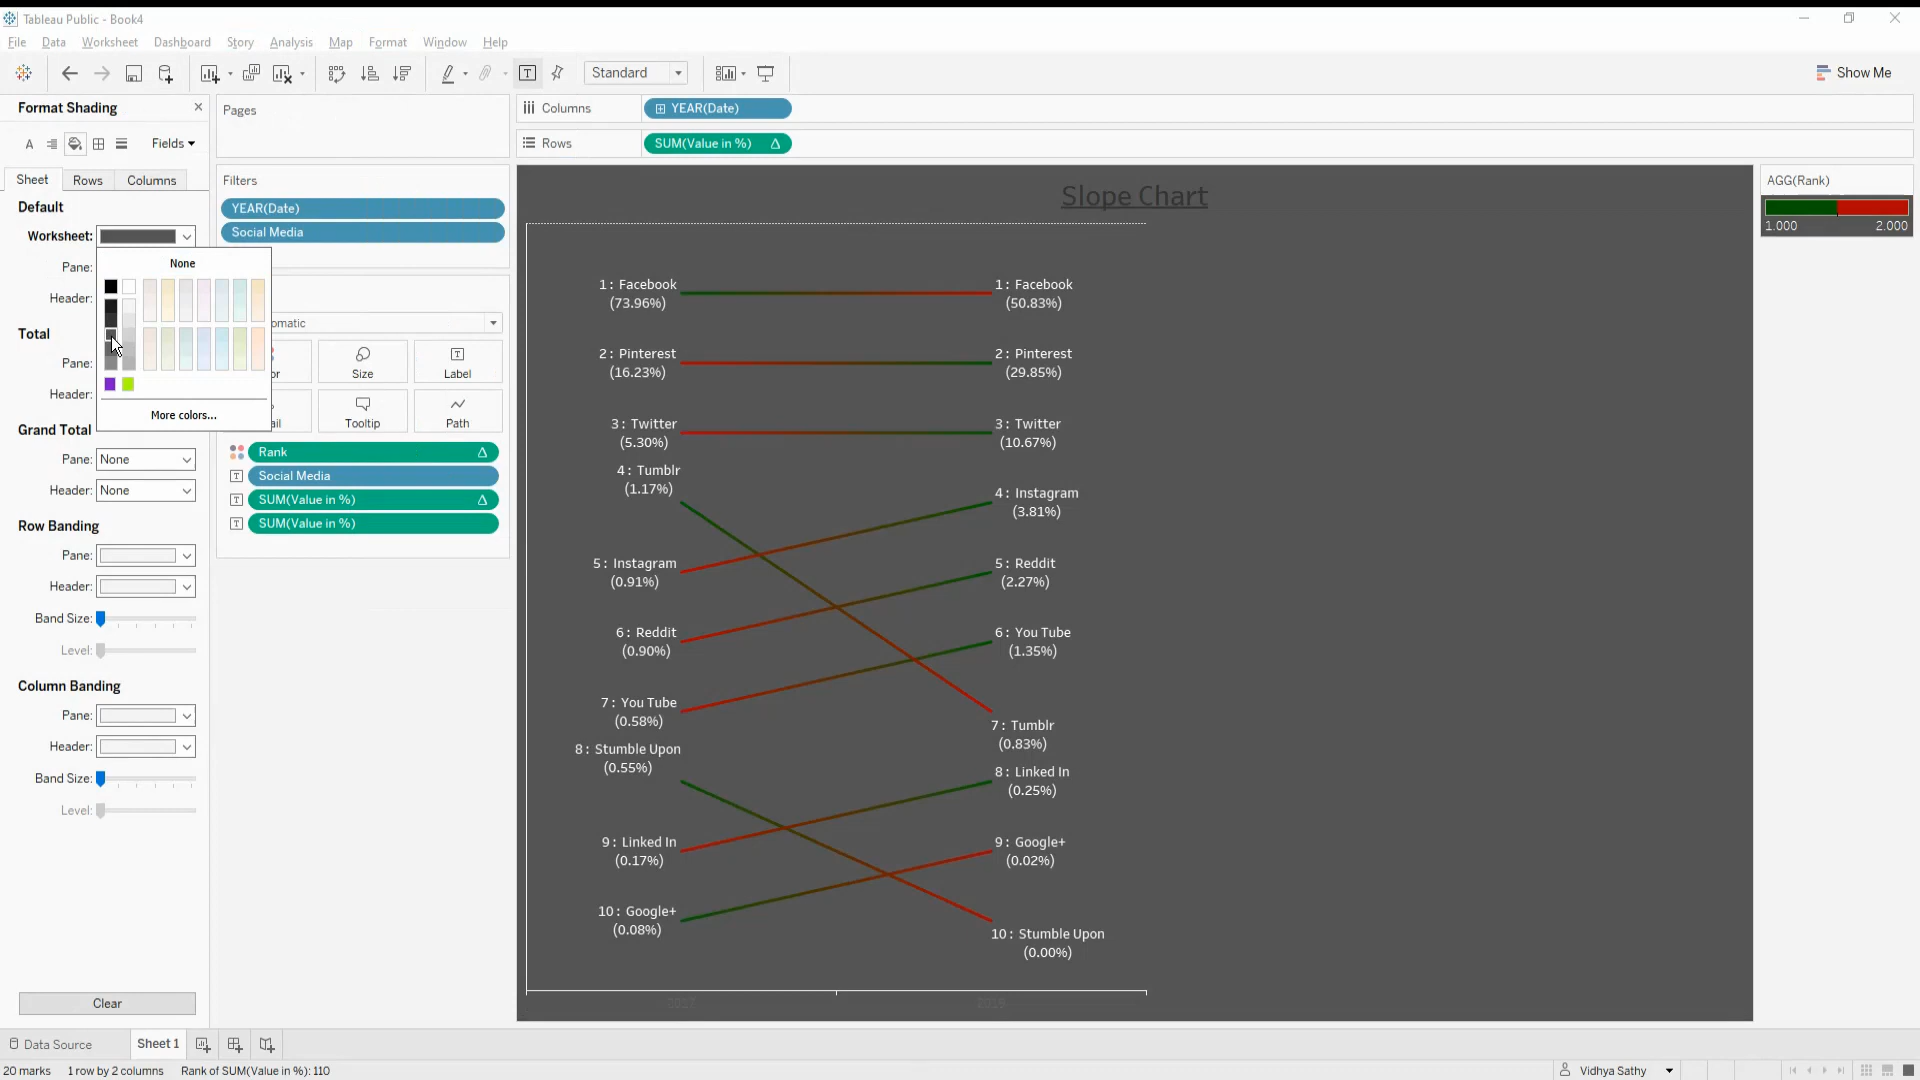 Tableau Public - Book4
File Data Worksheet Dashboard Story Analysis Map Format Window Help
Standard
Show Me
Format Shading
Fields
Sheet Rows Columns
Default
Worksheet:
None
Pane:
Header:
Total
Pane:
Header:
More colors...
Grand Total
Pane: None
Header: None
Row Banding
Pane:
Header:
Band Size:
Level:
Column Banding
Pane:
Header:
Band Size:
Level:
Clear
Pages
Filters
YEAR(Date)
Social Media
Size
Label
Tooltip
Path
Rank
Social Media
SUM(Value in %)
SUM(Value in %)
Columns YEAR(Date)
Rows SUM(Value in %)
Slope Chart
1: Facebook
(73.96%)
2: Pinterest
(16.23%)
3: Twitter
(5.30%)
4: Tumblr
(1.17%)
5: Instagram
(0.91%)
6: Reddit
(0.90%)
7: You Tube
(0.58%)
8: Stumble Upon
(0.55%)
9: Linked In
(0.17%)
10: Google+
(0.08%)
1: Facebook
(50.83%)
2: Pinterest
(29.85%)
3: Twitter
(10.67%)
4: Instagram
(3.81%)
5: Reddit
(2.27%)
6: You Tube
(1.35%)
7: Tumblr
(0.83%)
8: Linked In
(0.25%)
9: Google+
(0.02%)
10: Stumble Upon
(0.00%)
AGG(Rank)
1.000 2.000
Data Source Sheet 1
20 marks 1 row by 2 columns Rank of SUM(Value in %): 110
Vidhya Sathy